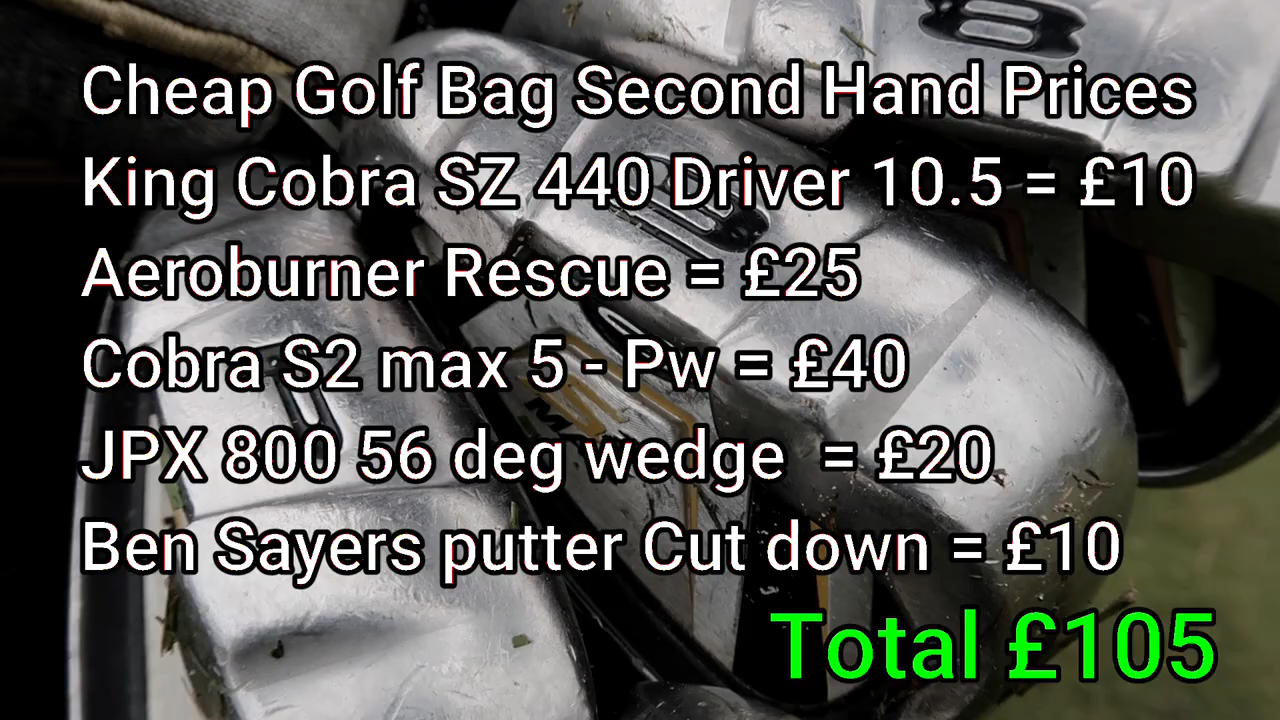 Cheap Golf Bag Second Hand Prices
King Cobra SZ 440 Driver 10.5 = £10
Aeroburner Rescue = £25
Cobra S2 max 5 - Pw = £40
JPX 800 56 deg wedge = £20
Ben Sayers putter Cut down = £10
Total £105
8